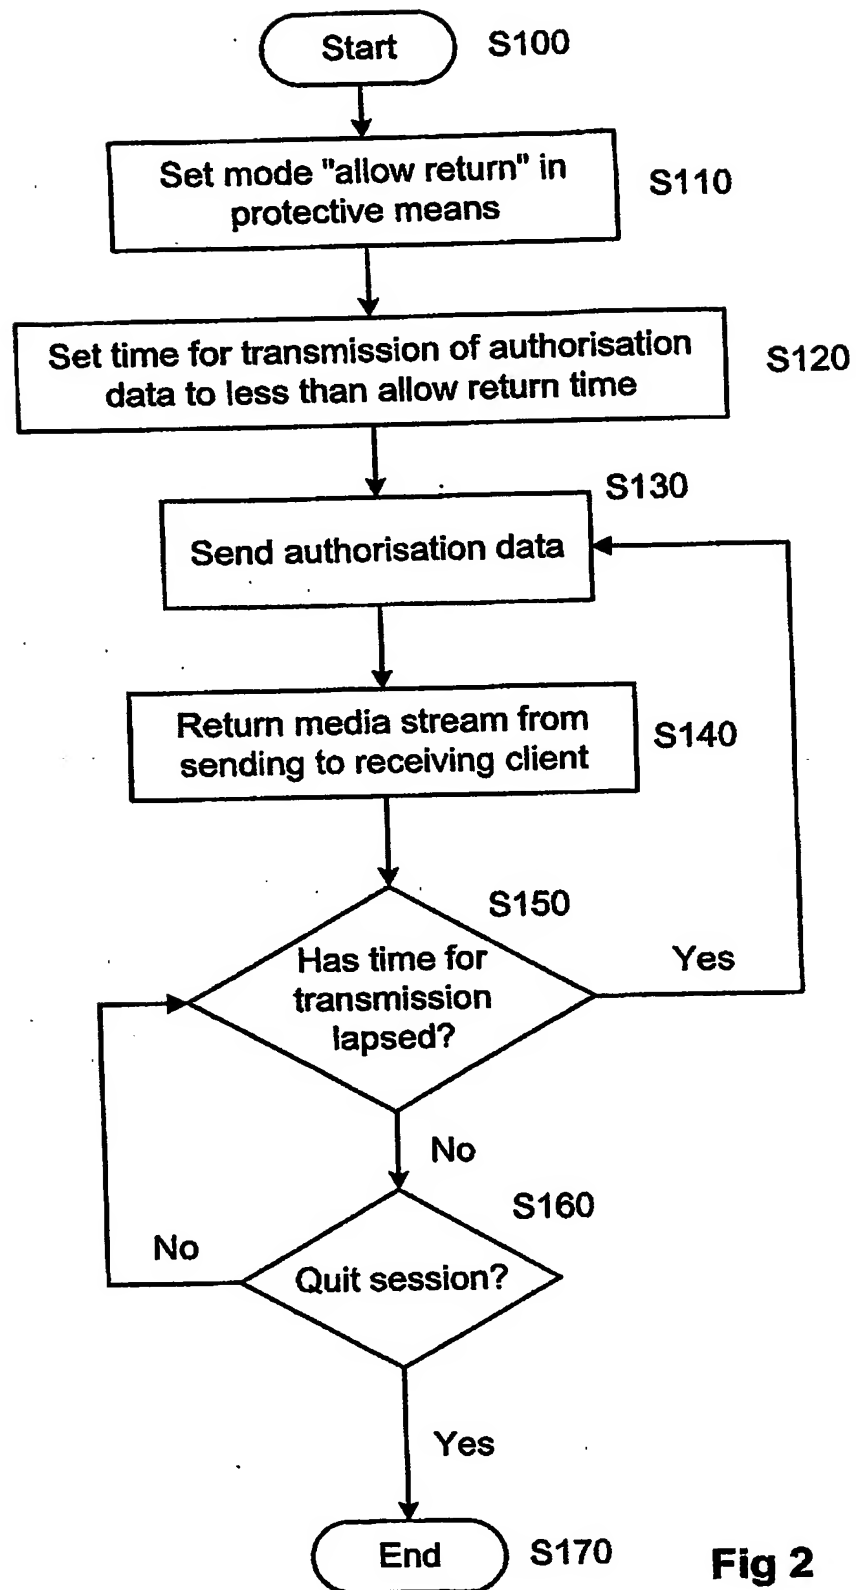 Start
S100
Set mode "allow return" in
protective means
S110
Set time for transmission of authorisation
data to less than allow return time
S120
S130
Send authorisation data
Return media stream from
sending to receiving client
S140
S150
Has time for
transmission
lapsed?
Yes
No
S160
No
Quit session?
Yes
End
S170
Fig 2